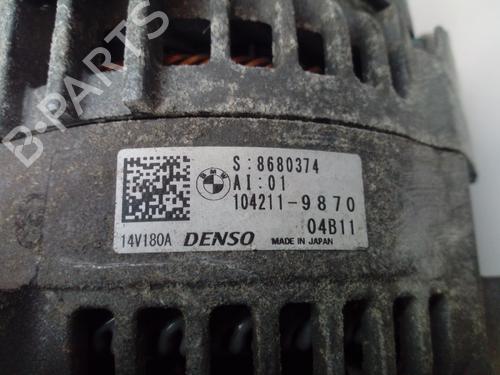 B-PARTS
S:8680374
AI:01
104211-9870
04B11
14V180A DENSO MADE IN JAPAN